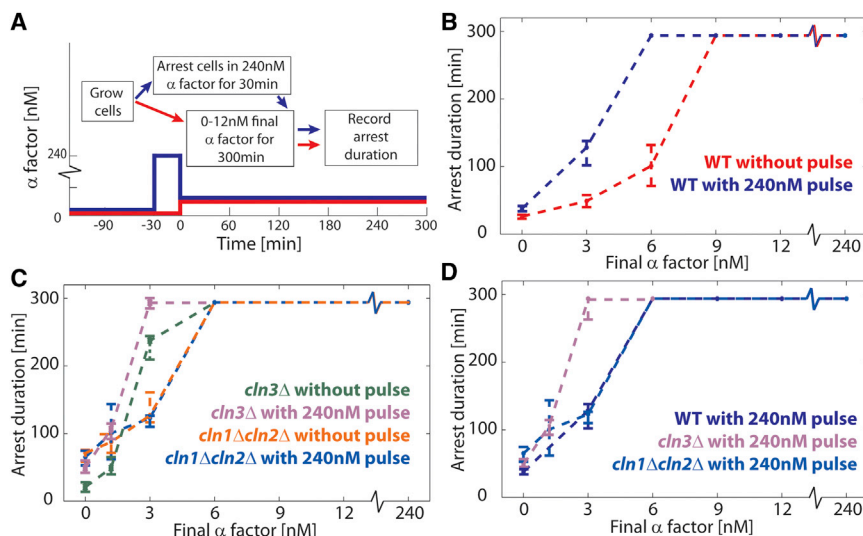 A
Grow
cells
Arrest cells in 240nM
α factor for 30min
0-12nM final
α factor for
300min
Record
arrest
duration
α factor [nM]
240
0
-90 -30 0 60 120 180 240 300
Time [min]
B
Arrest duration [min]
300
200
100
0
WT without pulse
WT with 240nM pulse
0 3 6 9 12 240
Final α factor [nM]
C
Arrest duration [min]
300
200
100
0
cln3Δ without pulse
cln3Δ with 240nM pulse
cln1Δcln2Δ without pulse
cln1Δcln2Δ with 240nM pulse
0 3 6 9 12 240
Final α factor [nM]
D
Arrest duration [min]
300
200
100
0
WT with 240nM pulse
cln3Δ with 240nM pulse
cln1Δcln2Δ with 240nM pulse
0 3 6 9 12 240
Final α factor [nM]